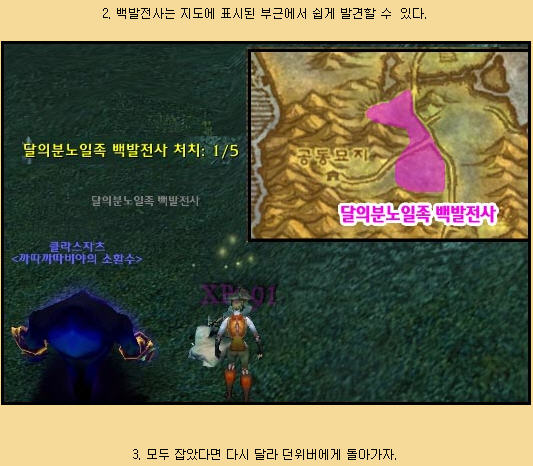 2. 백발전사는 지도에 표시된 부근에서 쉽게 발견할 수 있다.
달의분노일족 백발전사 처치: 1/5
공동묘지
달의분노일족 백발전사
달의분노일족 백발전사
클라스자츠
<까따까따비야의 소환수>
XP: 91
3. 모두 잡았다면 다시 달라 던위버에게 돌아가자.